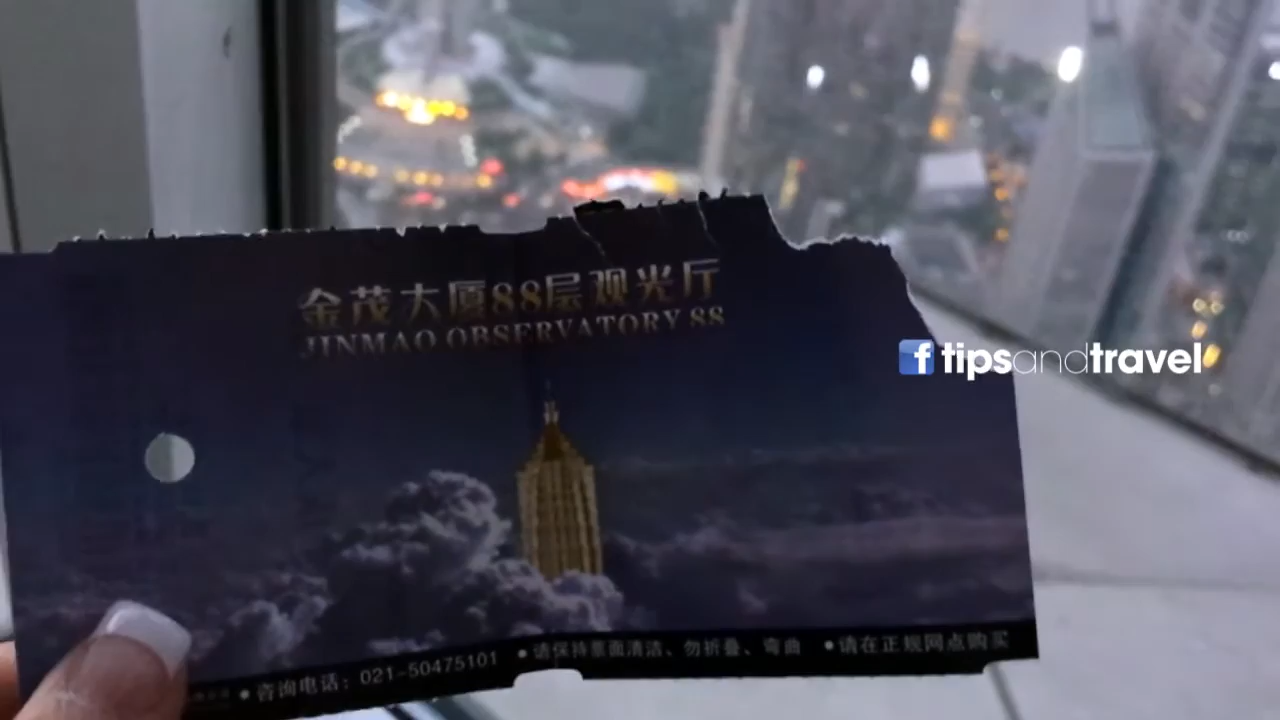 金茂大厦88层观光厅
JINMAO OBSERVATORY 88
f tipsandtravel
• 咨询电话：021-50475101 • 请保持票面清洁、勿折叠、弯曲 • 请在正规网点购买